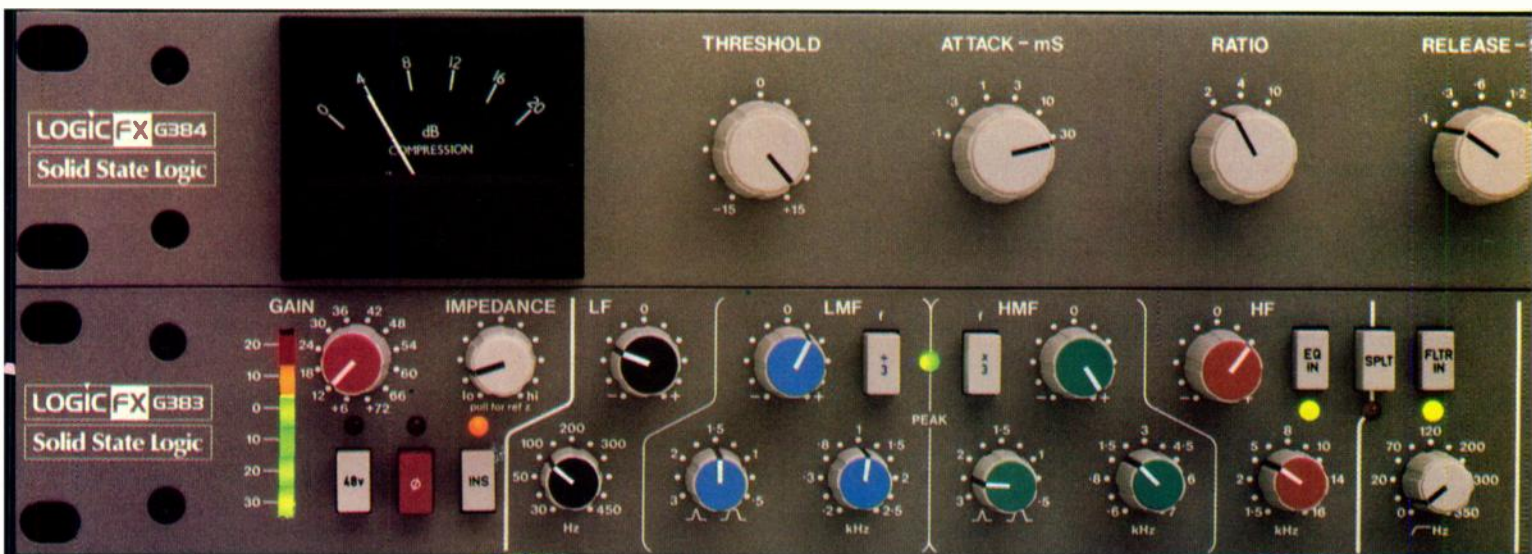 THRESHOLD
ATTACK – mS
RATIO
RELEASE –
0
-15
+15
·1
·3
1
3
10
30
2
4
10
·1
·3
·6
1·2
0
4
8
12
16
20
dB
COMPRESSION
LOGiC FX G384
Solid State Logic
GAIN
IMPEDANCE
LF
LMF
HMF
HF
20
10
0
10
20
30
+6
12
18
24
30
36
42
48
54
60
66
+72
lo
hi
pull for ref z
0
–
+
0
–
+
f
÷
3
f
×
3
0
–
+
0
–
+
EQ
IN
SPLT
FLTR
IN
PEAK
LOGiC FX G383
Solid State Logic
48v
ø
INS
30
50
100
200
300
450
Hz
3
2
1·5
1
·5
·2
·3
·6
·8
1
1·5
2
2·5
kHz
3
2
1·5
1
·5
·6
·8
1·5
3
4·5
6
7
kHz
1·5
2
5
8
10
14
16
kHz
0
20
70
120
200
300
350
Hz